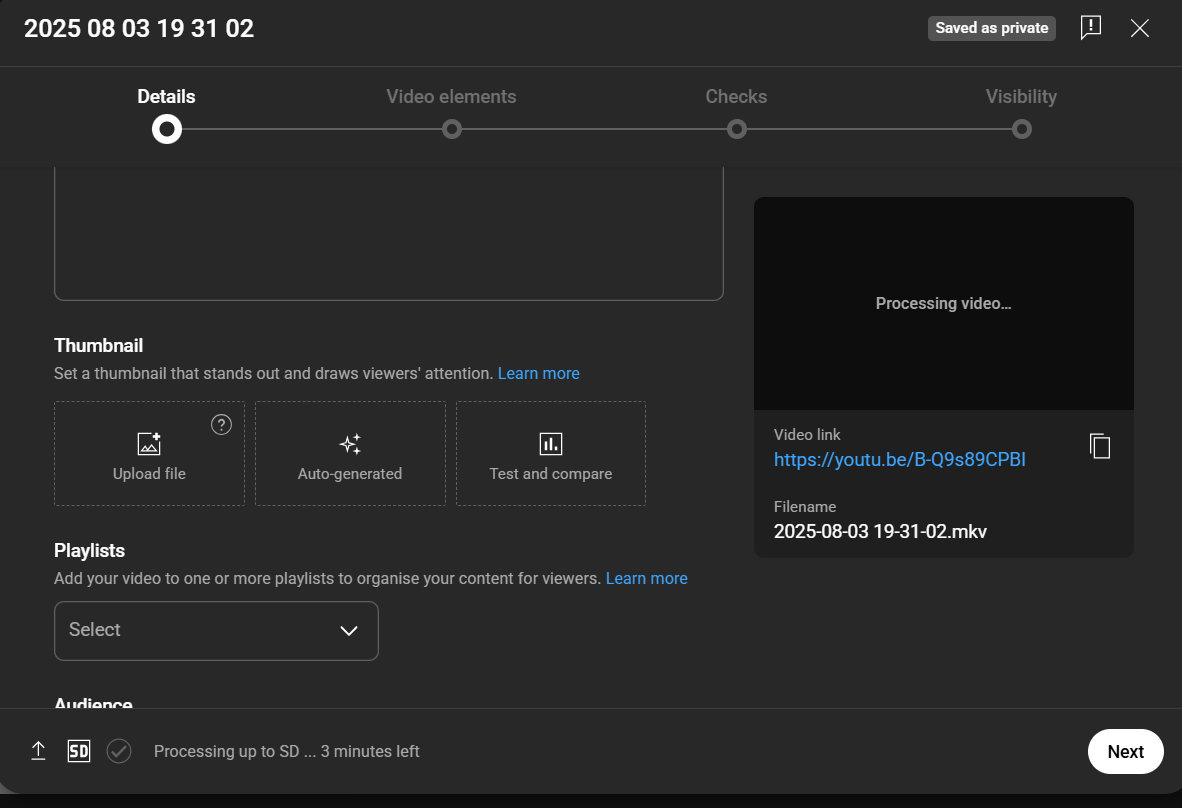 2025 08 03 19 31 02
Saved as private
Details
Video elements
Checks
Visibility
Processing video...
Thumbnail
Set a thumbnail that stands out and draws viewers' attention. Learn more
?
Upload file
Auto-generated
Test and compare
Video link
https://youtu.be/B-Q9s89CPBI
Filename
2025-08-03 19-31-02.mkv
Playlists
Add your video to one or more playlists to organise your content for viewers. Learn more
Select
Audience
SD
Processing up to SD ... 3 minutes left
Next